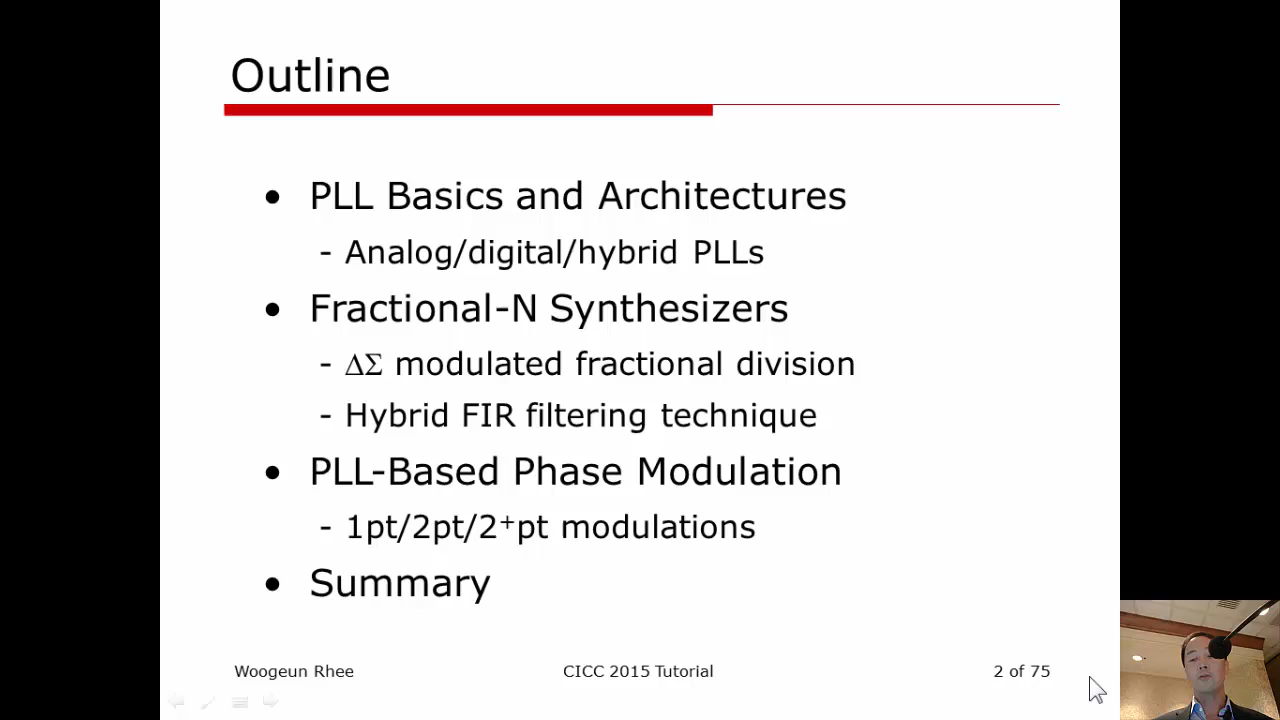 Outline
• PLL Basics and Architectures
- Analog/digital/hybrid PLLs
• Fractional-N Synthesizers
- ΔΣ modulated fractional division
- Hybrid FIR filtering technique
• PLL-Based Phase Modulation
- 1pt/2pt/2⁺pt modulations
• Summary
Woogeun Rhee CICC 2015 Tutorial 2 of 75